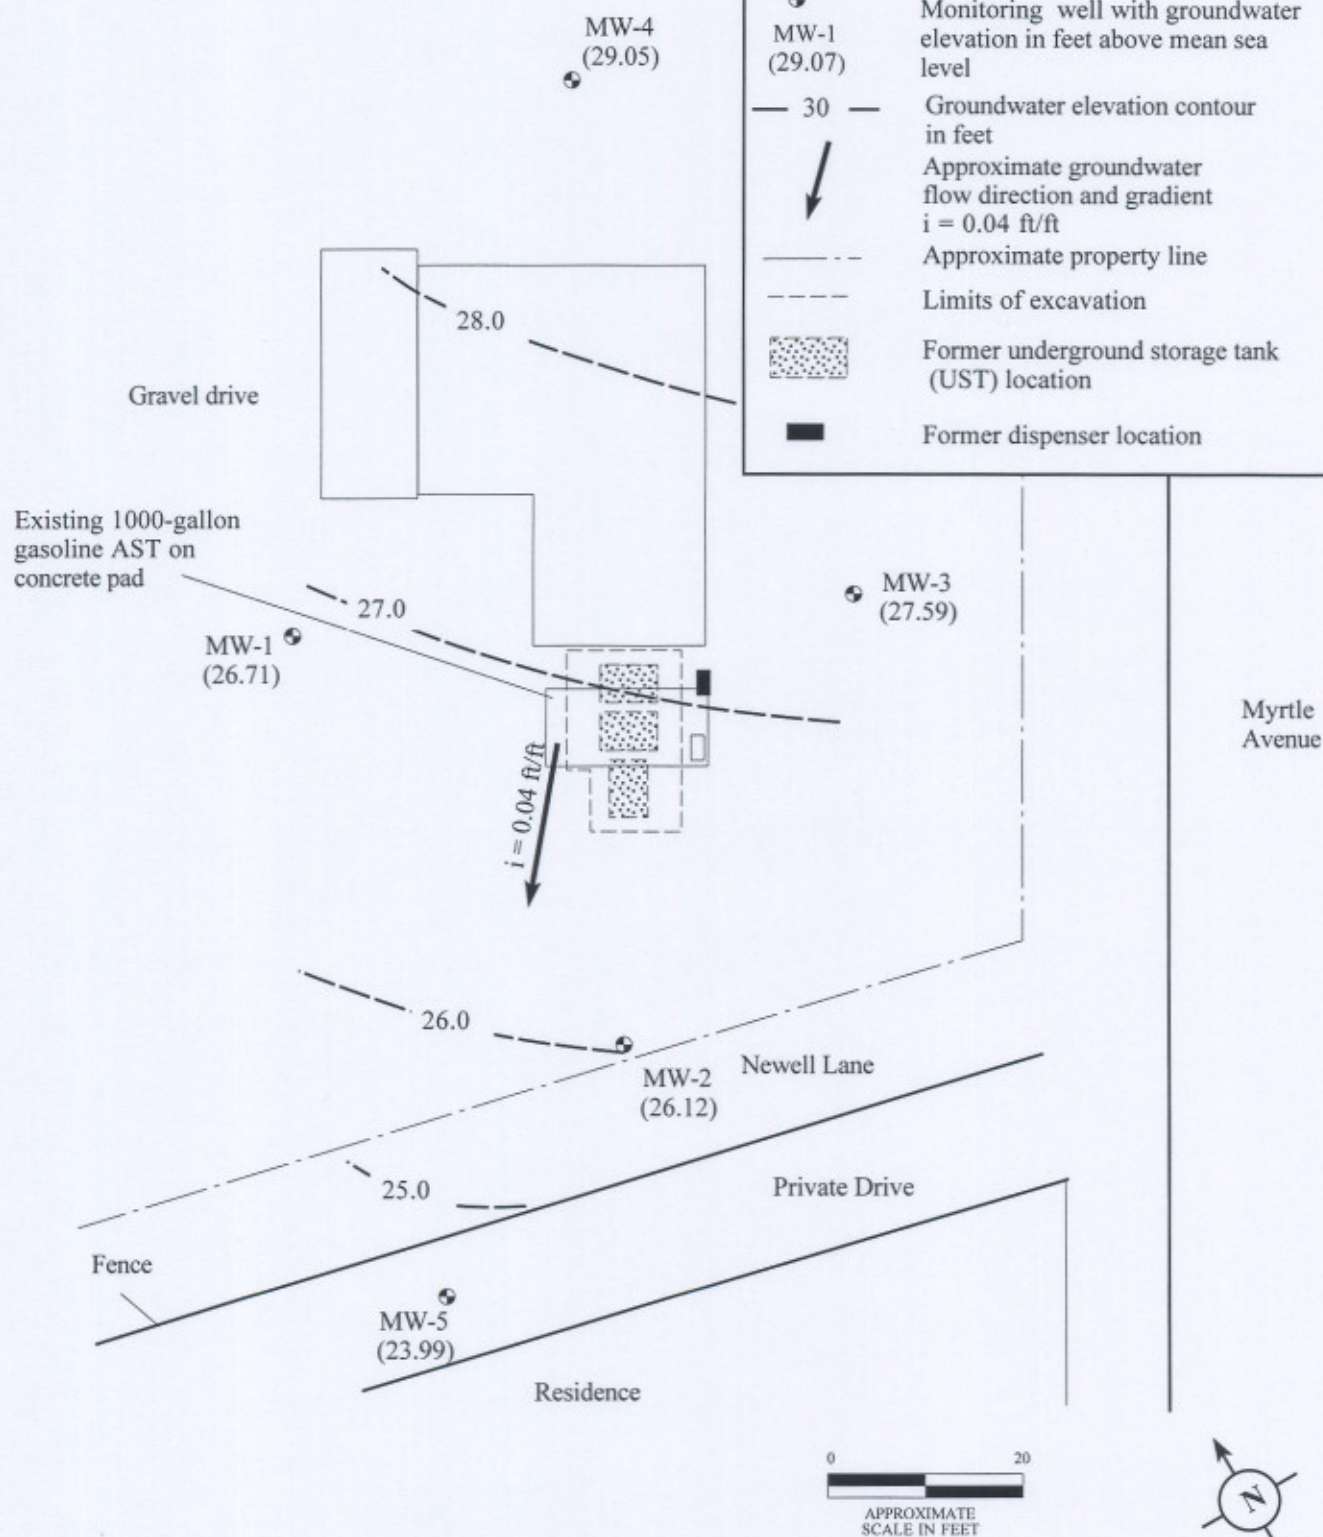 MW-4
(29.05)
MW-1
(29.07)
Monitoring well with groundwater
elevation in feet above mean sea
level
30
Groundwater elevation contour
in feet
Approximate groundwater
flow direction and gradient
i = 0.04 ft/ft
Approximate property line
Limits of excavation
Former underground storage tank
(UST) location
Former dispenser location
28.0
Gravel drive
Existing 1000-gallon
gasoline AST on
concrete pad
27.0
MW-1
(26.71)
MW-3
(27.59)
Myrtle
Avenue
i = 0.04 ft/ft
26.0
MW-2
(26.12)
Newell Lane
25.0
Private Drive
Fence
MW-5
(23.99)
Residence
0 20
APPROXIMATE
SCALE IN FEET
N